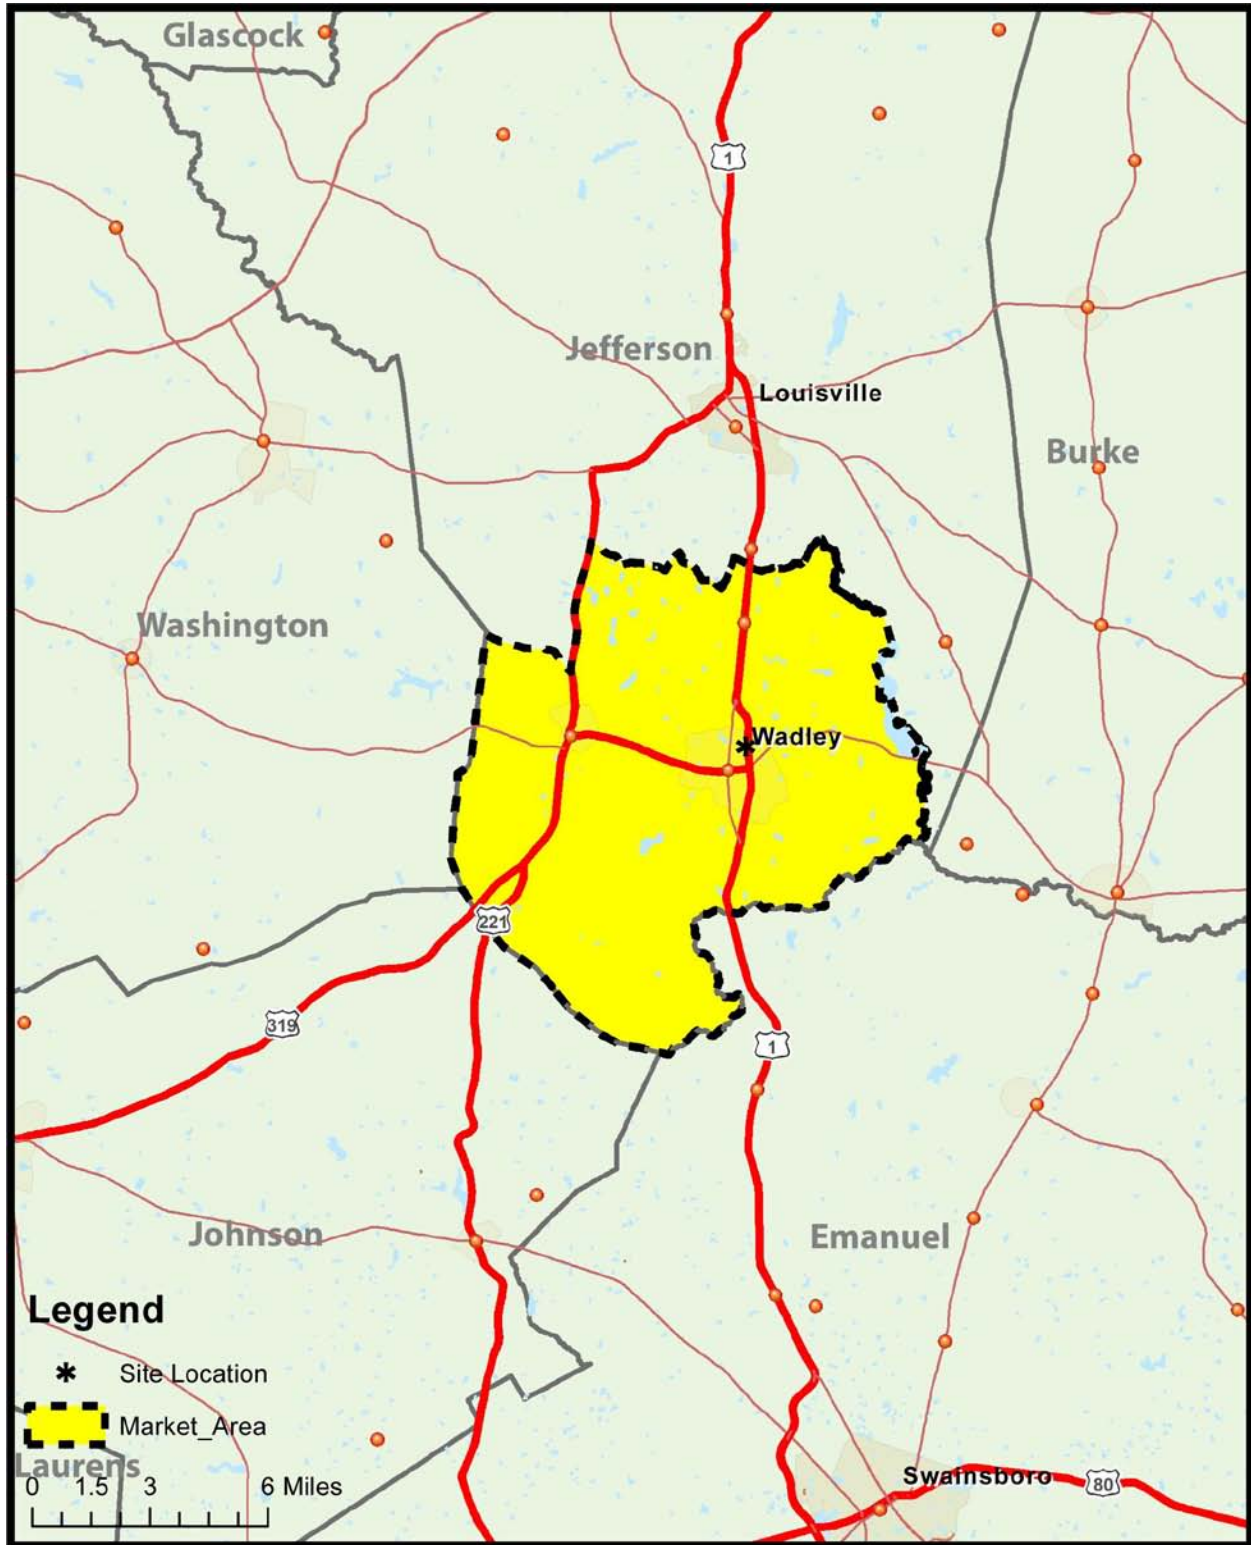 Glascock
1
Jefferson
Louisville
Burke
Washington
Wadley
221
319
1
Johnson
Emanuel
Legend
Site Location
Market_Area
Laurens
0 1.5 3 6 Miles
Swainsboro
80